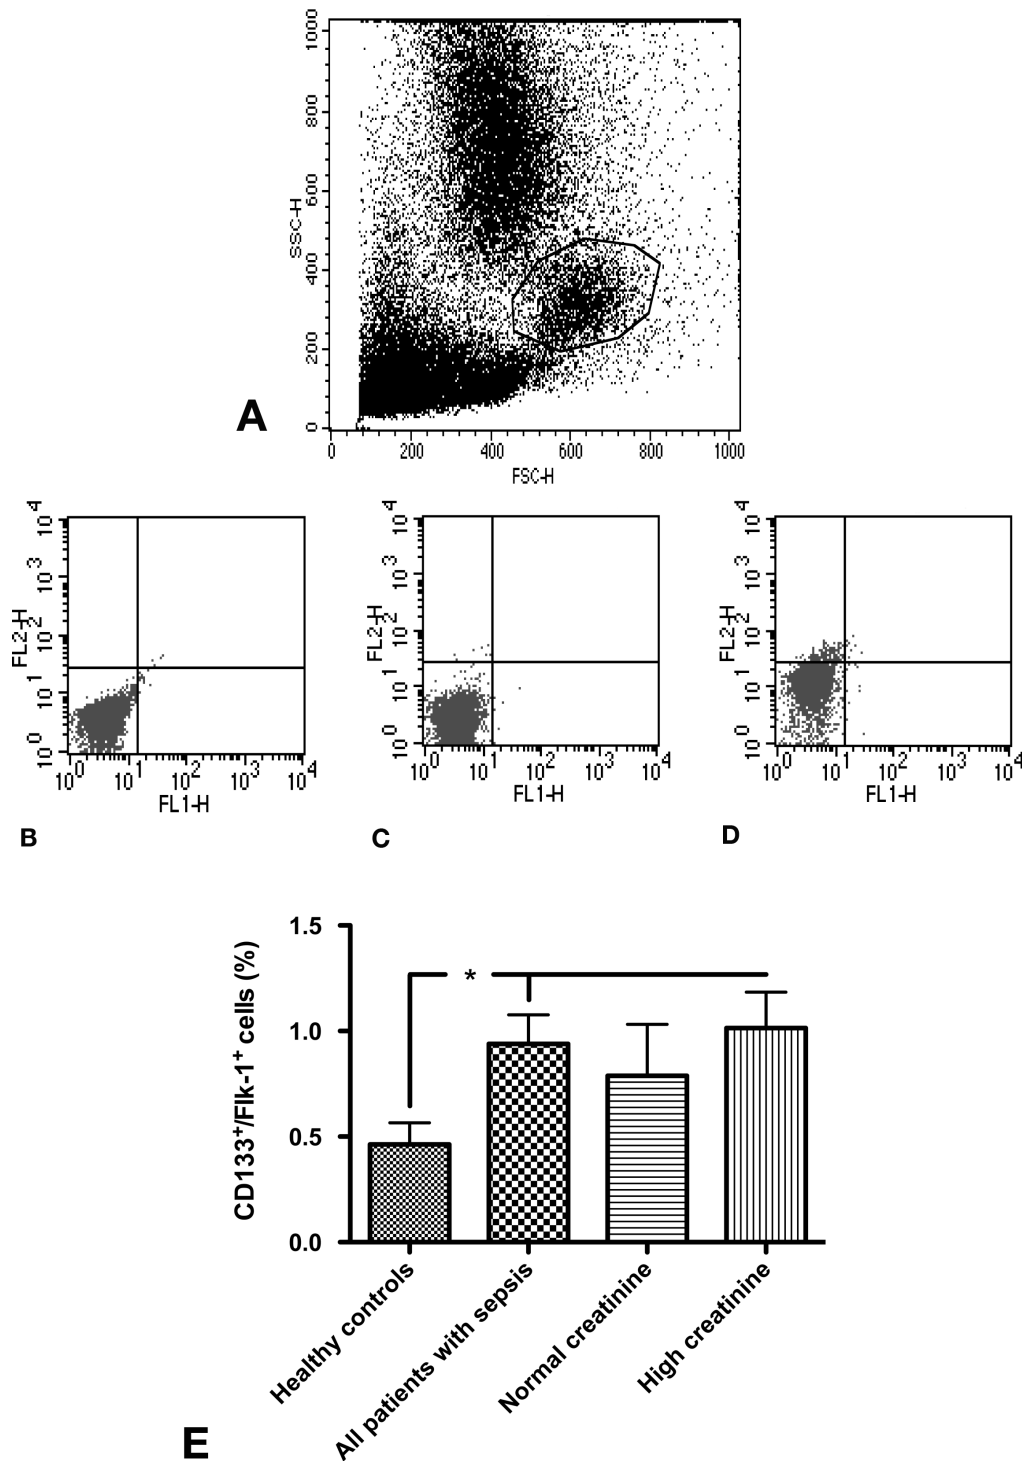 1000
800
600
400
200
0
SSC-H
A
0 200 400 600 800 1000
FSC-H
10^4 10^3 10^2 10^1 10^0
FL2-H
10^0 10^1 10^2 10^3 10^4
FL1-H
B
10^4 10^3 10^2 10^1 10^0
FL2-H
10^0 10^1 10^2 10^3 10^4
FL1-H
C
10^4 10^3 10^2 10^1 10^0
FL2-H
10^0 10^1 10^2 10^3 10^4
FL1-H
D
1.5
1.0
0.5
0.0
CD133⁺/Flk-1⁺ cells (%)
*
Healthy controls
All patients with sepsis
Normal creatinine
High creatinine
E